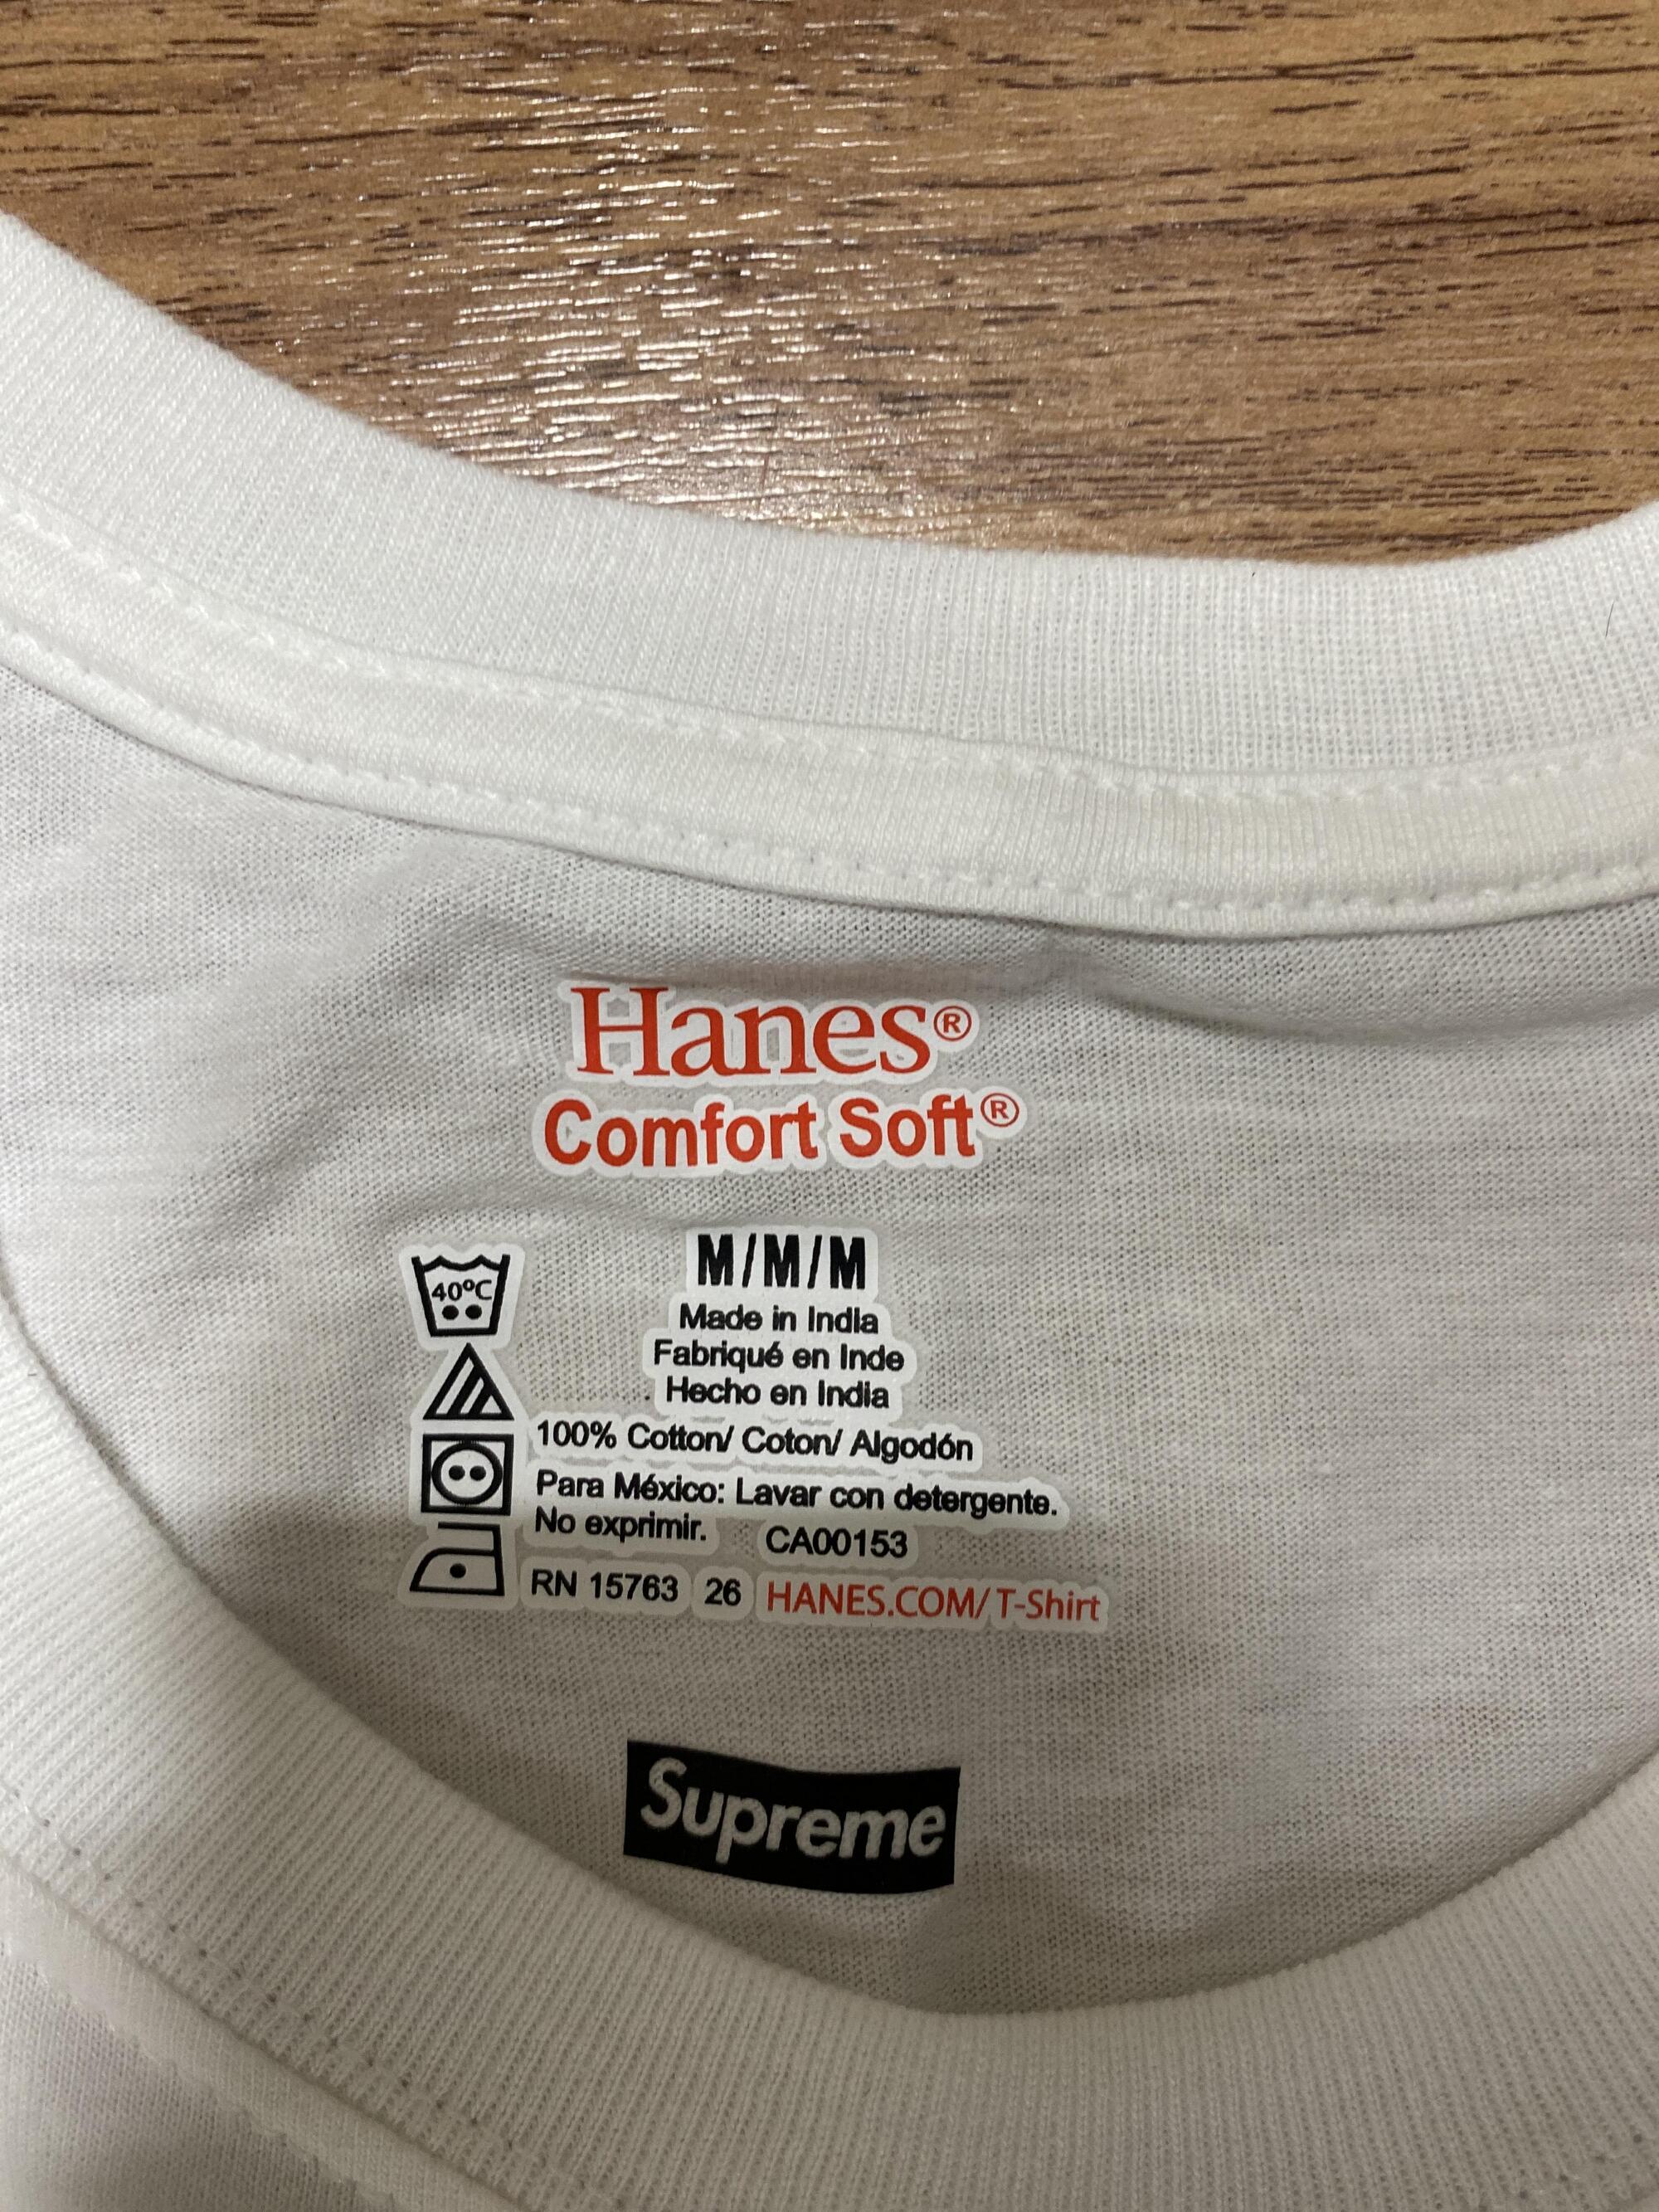 Hanes®
Comfort Soft®
M/M/M
40ºC
Made in India
Fabriqué en Inde
Hecho en India
100% Cotton/ Coton/ Algodón
Para México: Lavar con detergente.
No exprimir. CA00153
RN 15763 26 HANES.COM/T-Shirt
Supreme